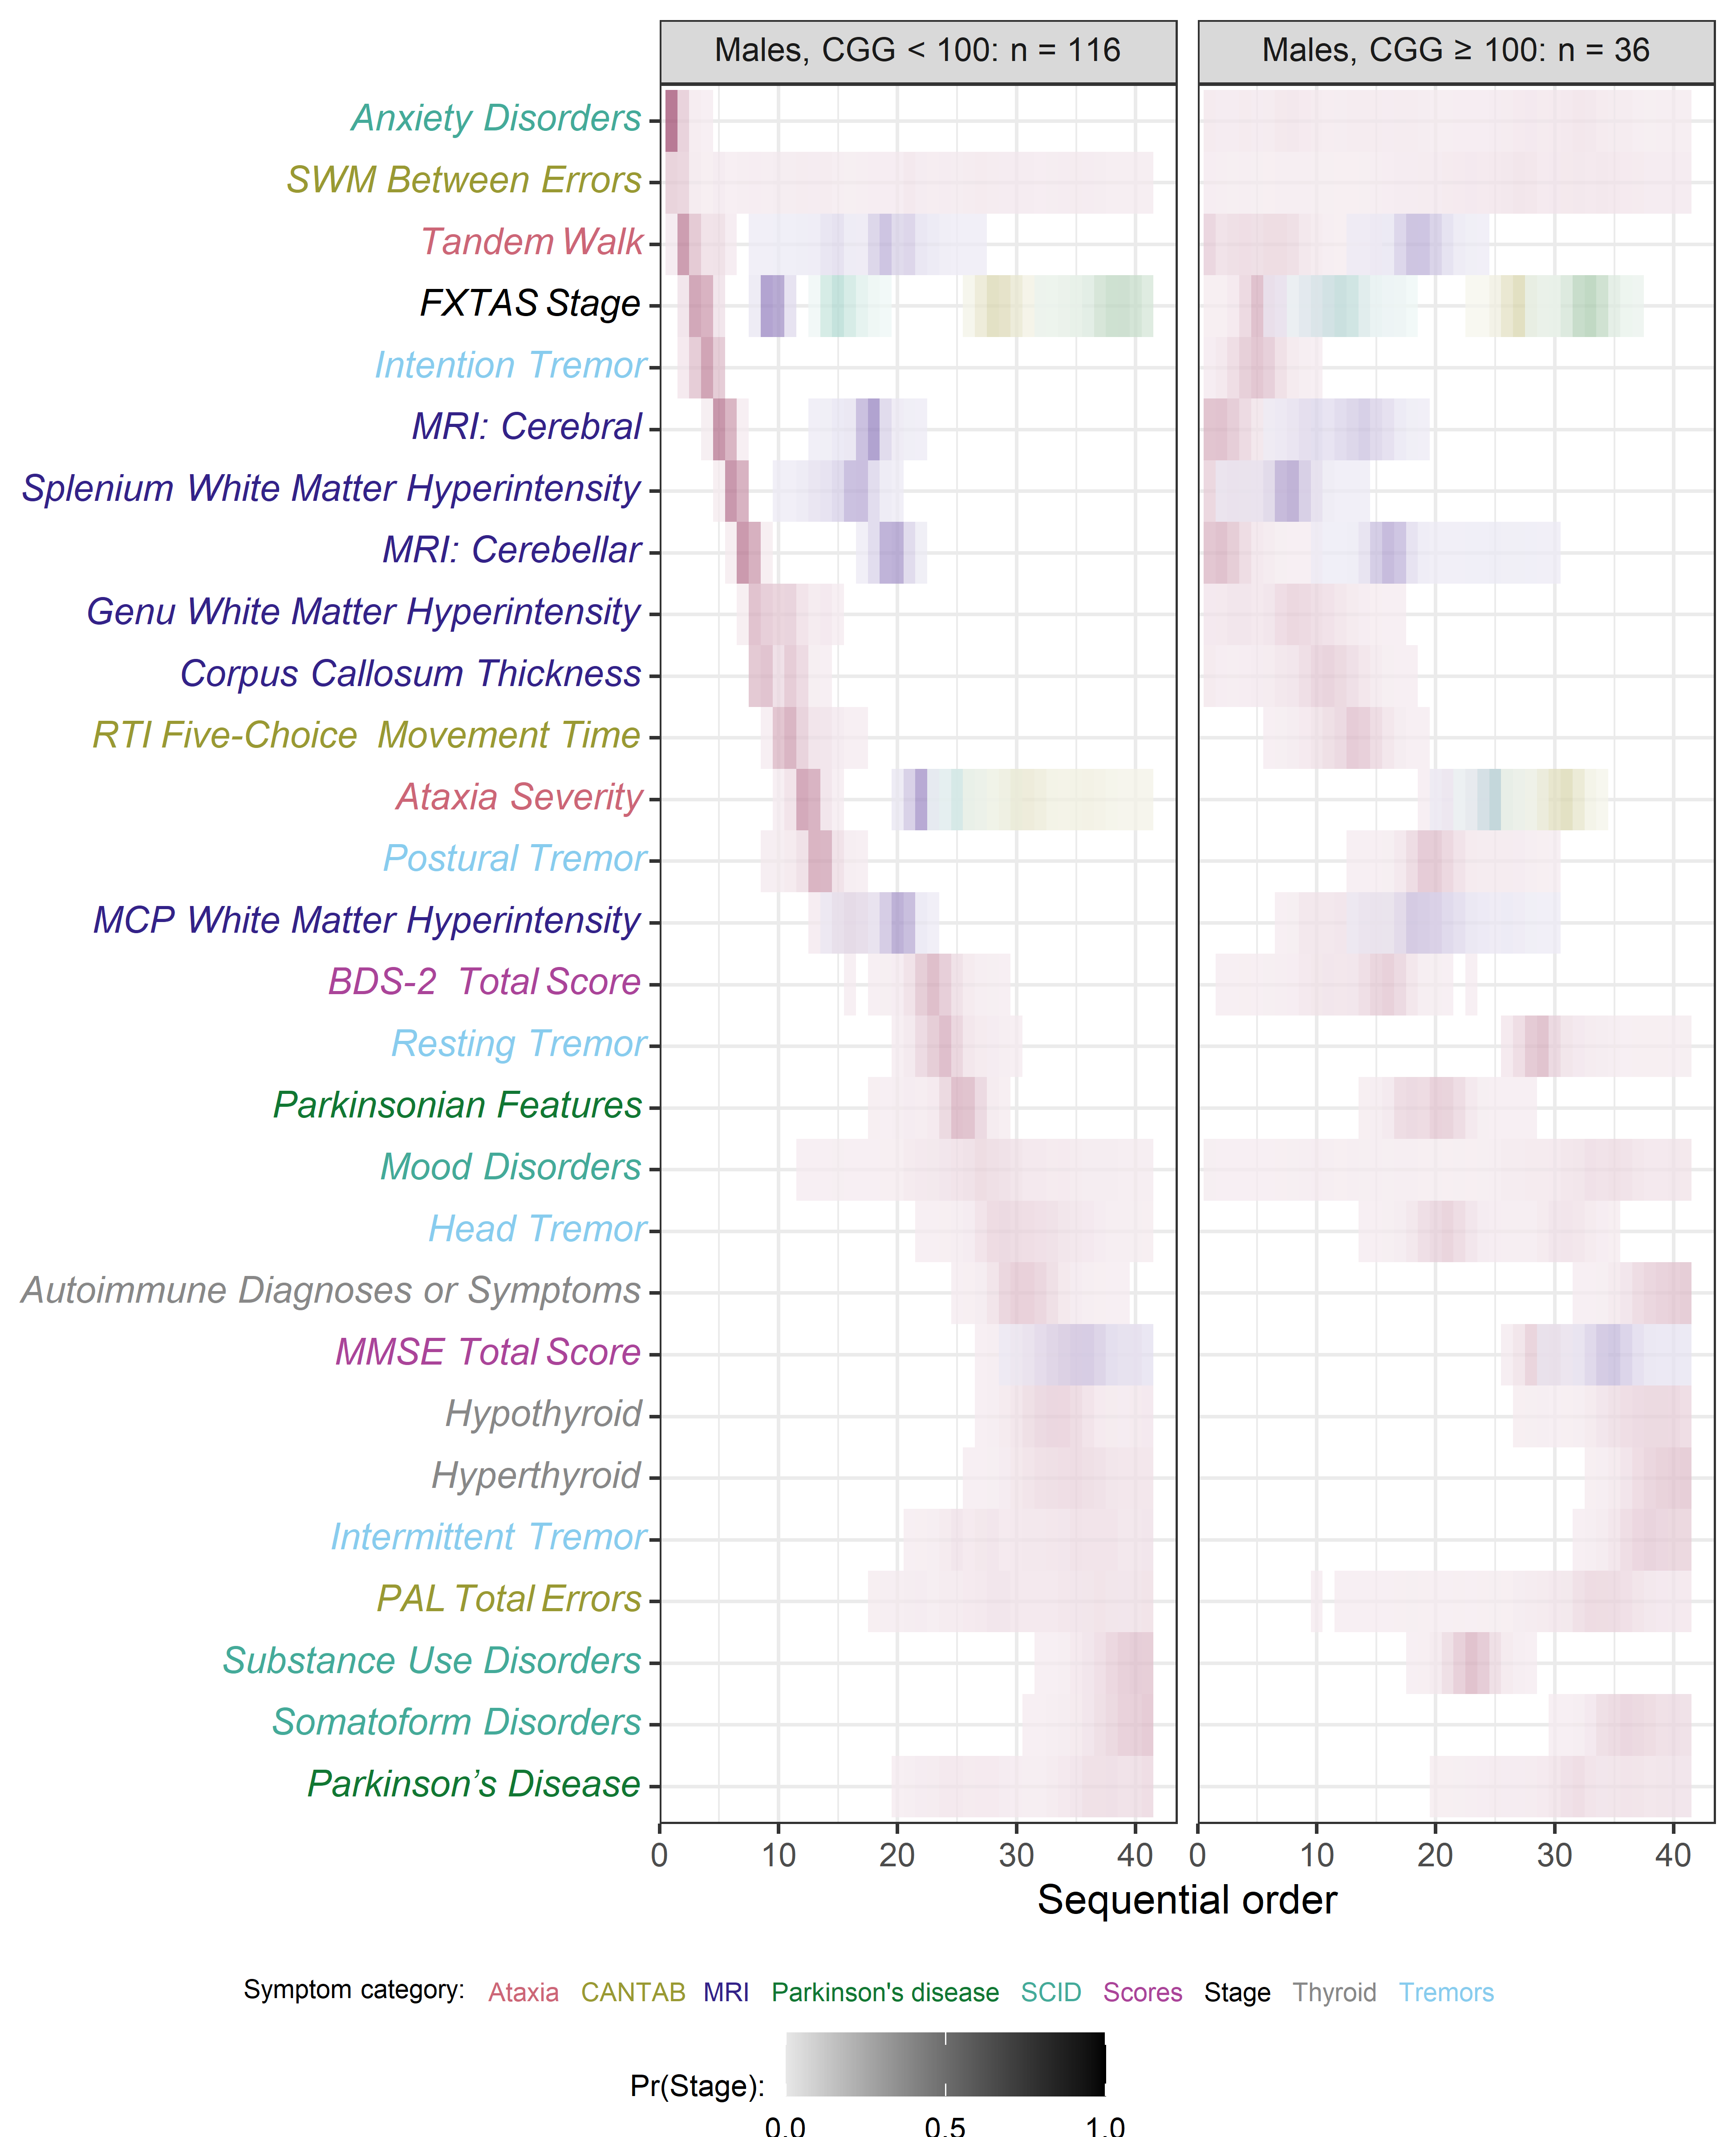 Males, CGG < 100: n = 116
Males, CGG ≥ 100: n = 36
Anxiety Disorders
SWM Between Errors
Tandem Walk
FXTAS Stage
Intention Tremor
MRI: Cerebral
Splenium White Matter Hyperintensity
MRI: Cerebellar
Genu White Matter Hyperintensity
Corpus Callosum Thickness
RTI Five-Choice Movement Time
Ataxia Severity
Postural Tremor
MCP White Matter Hyperintensity
BDS-2 Total Score
Resting Tremor
Parkinsonian Features
Mood Disorders
Head Tremor
Autoimmune Diagnoses or Symptoms
MMSE Total Score
Hypothyroid
Hyperthyroid
Intermittent Tremor
PAL Total Errors
Substance Use Disorders
Somatoform Disorders
Parkinson's Disease
0 10 20 30 40 0 10 20 30 40
Sequential order
Symptom category: Ataxia CANTAB MRI Parkinson's disease SCID Scores Stage Thyroid Tremors
Pr(Stage):
0.0 0.5 1.0